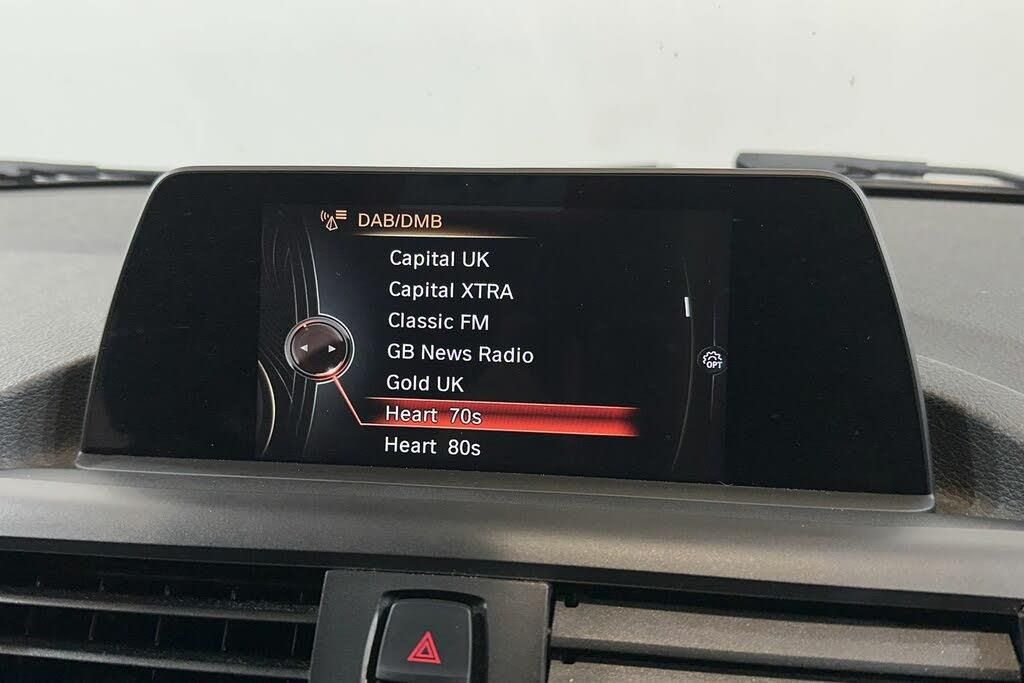 DAB/DMB
Capital UK
Capital XTRA
Classic FM
GB News Radio
OPT
Gold UK
Heart 70s
Heart 80s